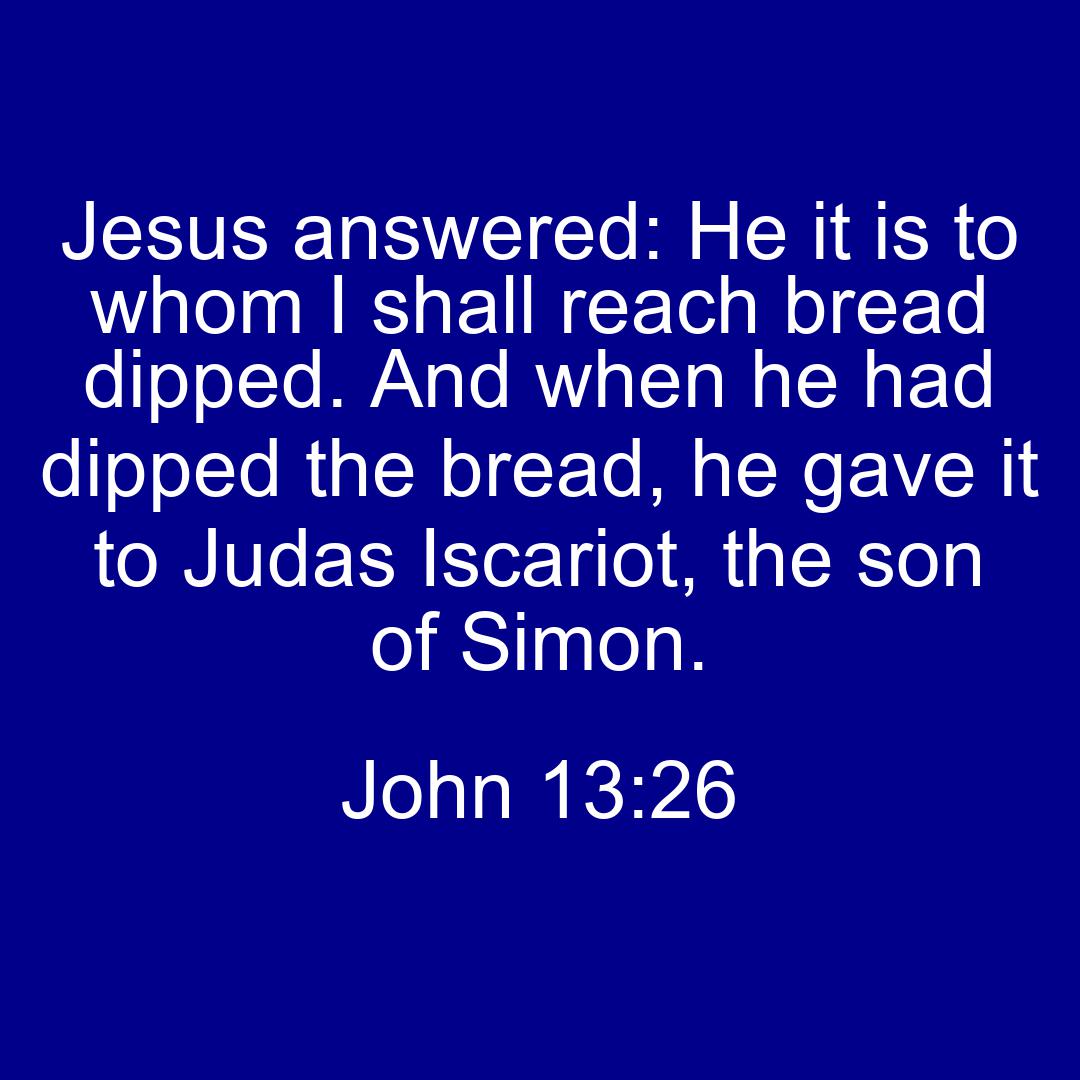 Jesus answered: He it is to
whom I shall reach bread
dipped. And when he had
dipped the bread, he gave it
to Judas Iscariot, the son
of Simon.
John 13:26